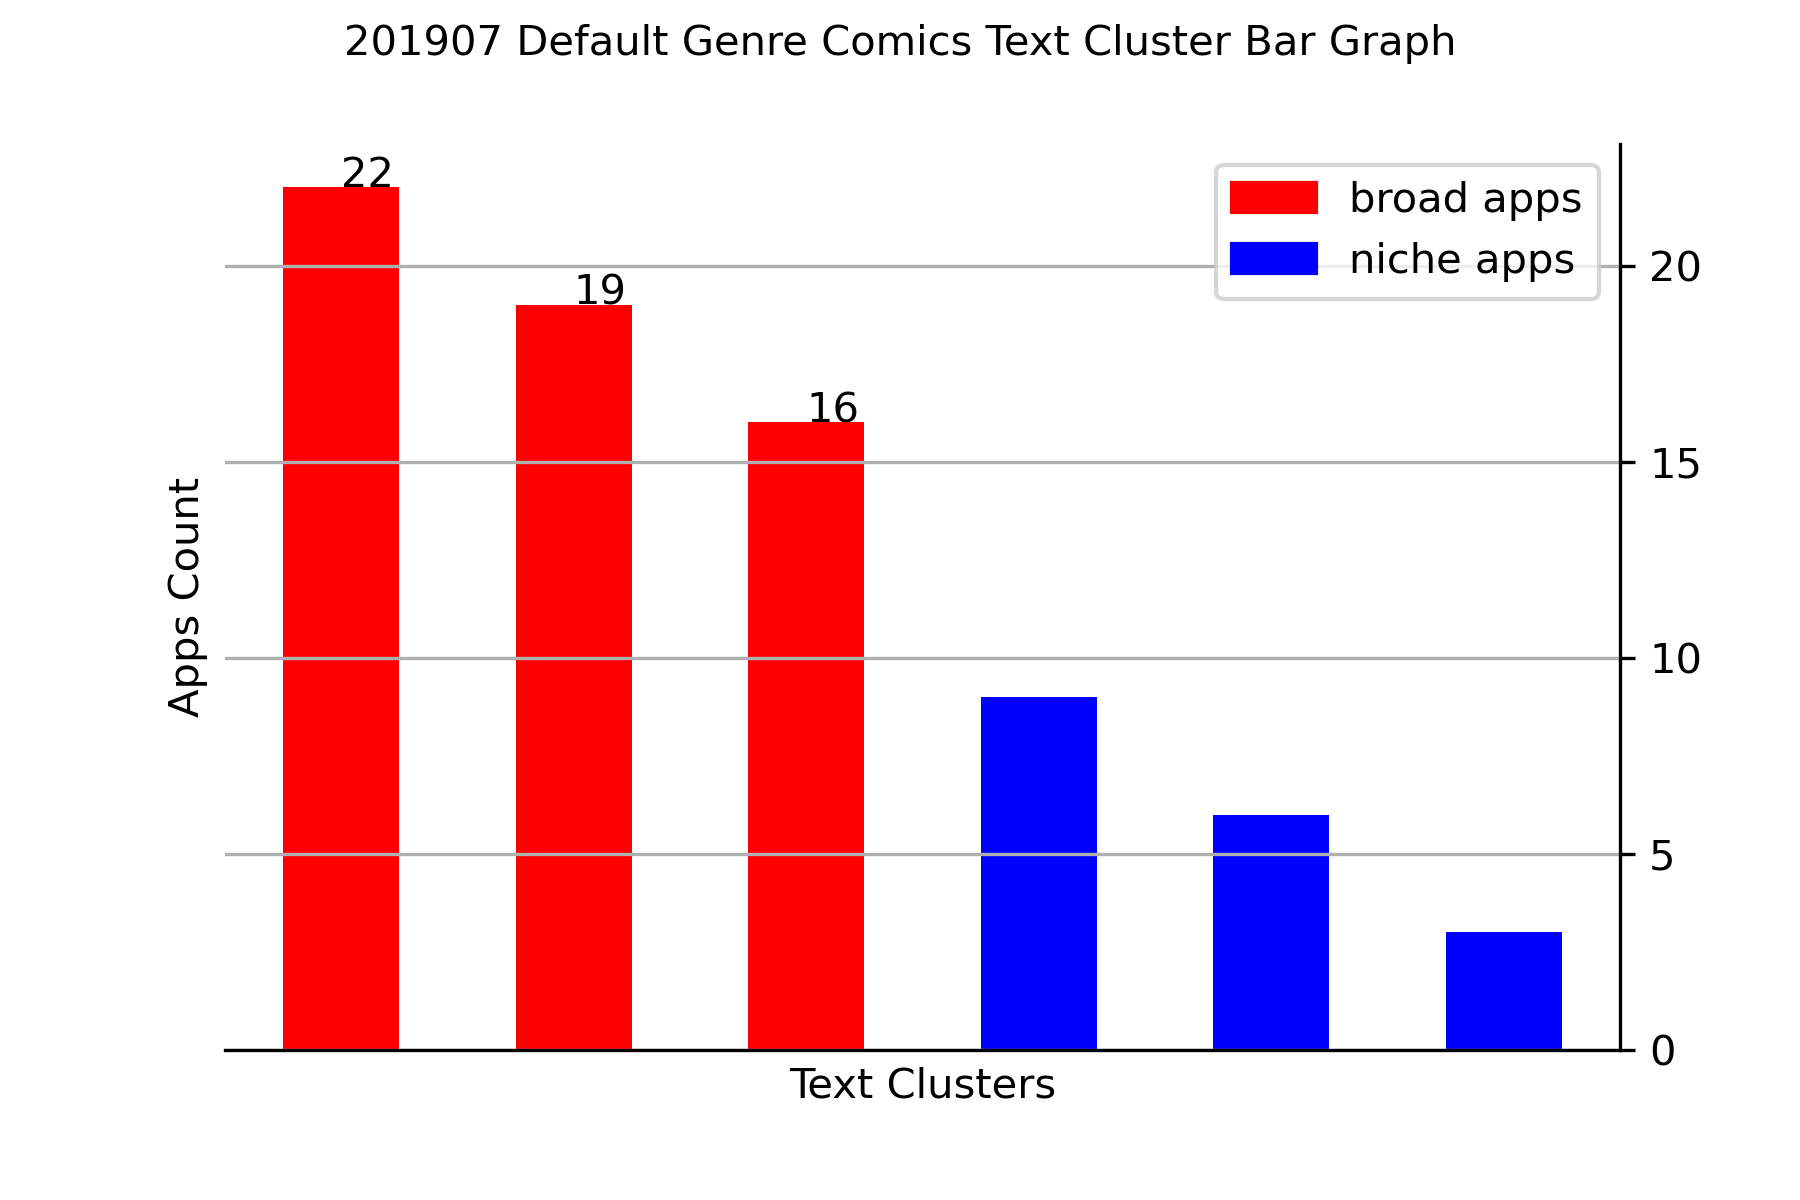 201907 Default Genre Comics Text Cluster Bar Graph
22
19
16
broad apps
niche apps
20
15
10
5
0
Apps Count
Text Clusters